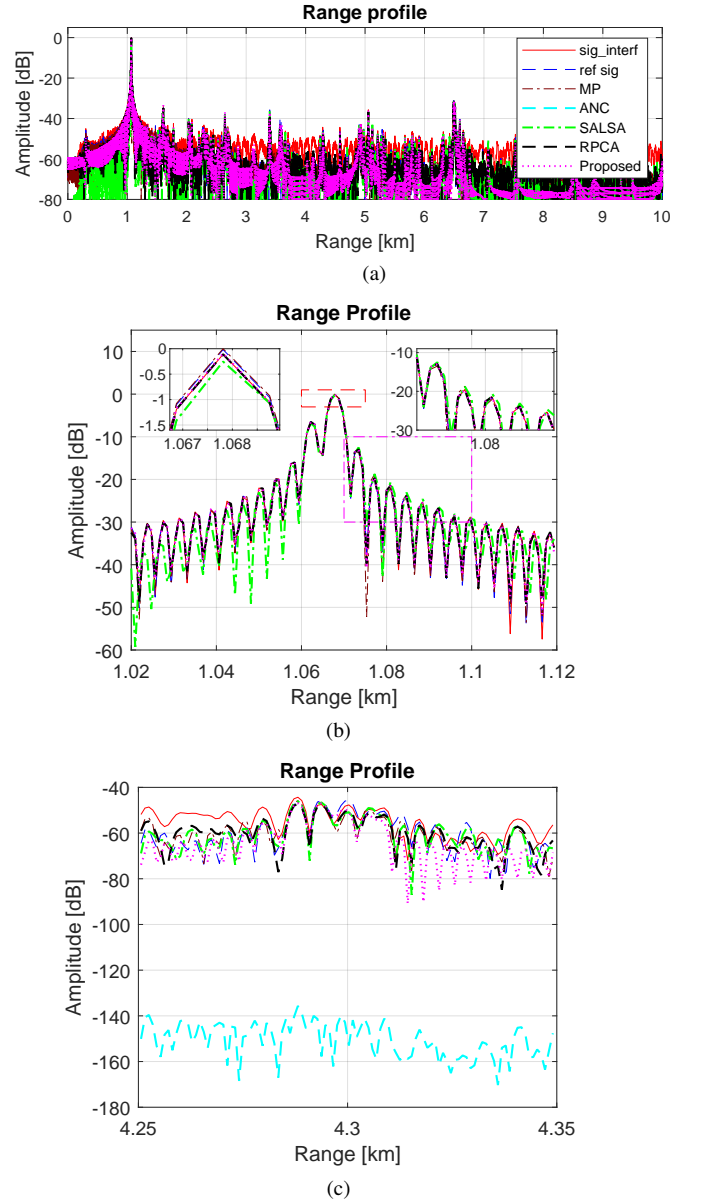 Range profile
Amplitude [dB]
0
-20
-40
-60
-80
sig_interf
ref sig
MP
ANC
SALSA
RPCA
Proposed
0 1 2 3 4 5 6 7 8 9 10
Range [km]
(a)
Range Profile
Amplitude [dB]
10
0
-10
-20
-30
-40
-50
-60
0
-0.5
-1
-1.5
1.067 1.068
-10
-20
-30
1.08
1.02 1.04 1.06 1.08 1.1 1.12
Range [km]
(b)
Range Profile
Amplitude [dB]
-40
-60
-80
-100
-120
-140
-160
-180
4.25 4.3 4.35
Range [km]
(c)